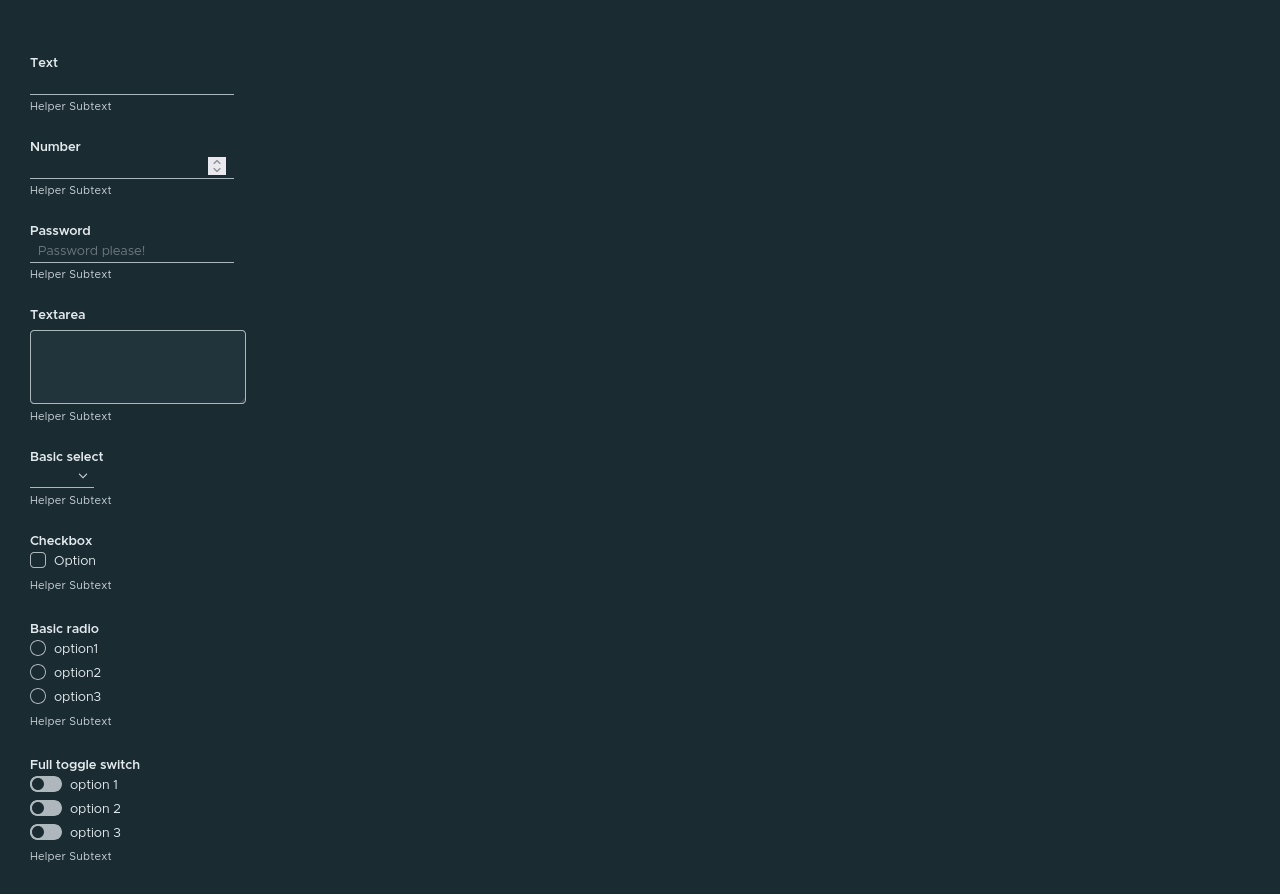 Text
Helper Subtext
Number
Helper Subtext
Password
Password please!
Helper Subtext
Textarea
Helper Subtext
Basic select
Helper Subtext
Checkbox
Option
Helper Subtext
Basic radio
option1
option2
option3
Helper Subtext
Full toggle switch
option 1
option 2
option 3
Helper Subtext